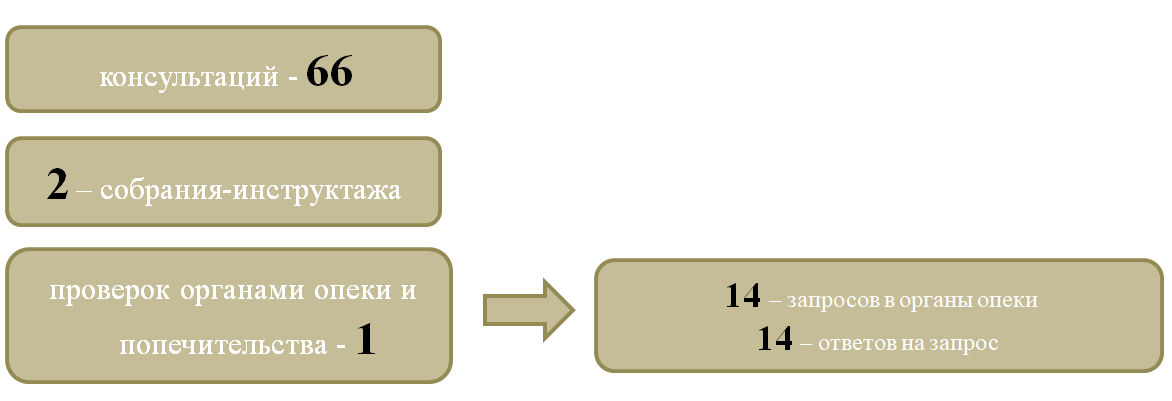 консультаций - 66
2 – собрания-инструктажа
проверок органами опеки и
попечительства - 1
14 – запросов в органы опеки
14 – ответов на запрос